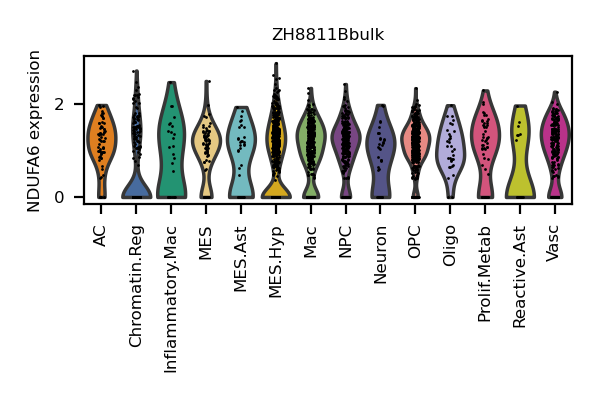 ZH8811Bbulk
NDUFA6 expression
2
0
AC
Chromatin.Reg
Inflammatory.Mac
MES
MES.Ast
MES.Hyp
Mac
NPC
Neuron
OPC
Oligo
Prolif.Metab
Reactive.Ast
Vasc